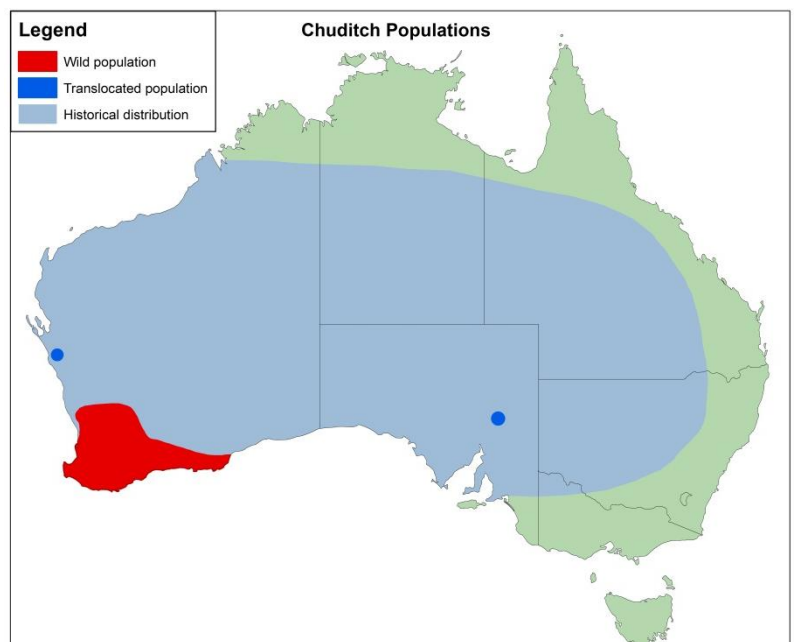 Legend
Chuditch Populations
Wild population
Translocated population
Historical distribution